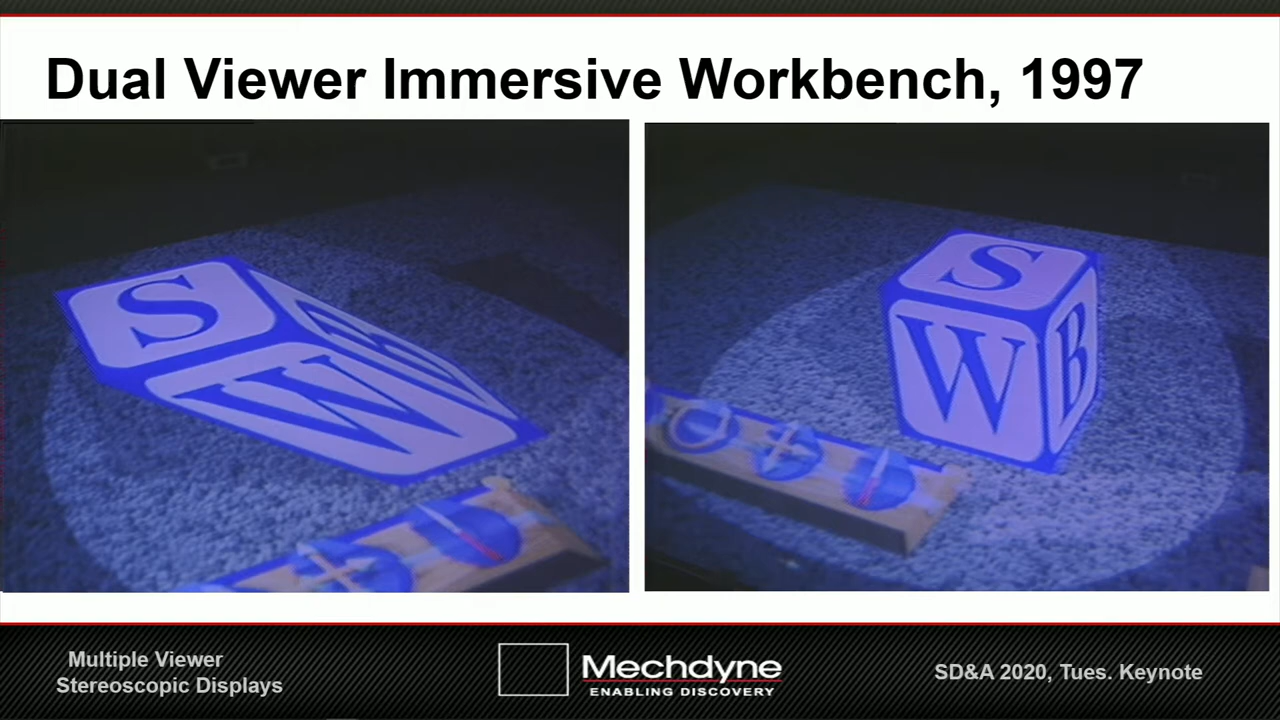 Dual Viewer Immersive Workbench, 1997
S
W
B
S
W
B
Multiple Viewer
Stereoscopic Displays
Mechdyne
ENABLING DISCOVERY
SD&A 2020, Tues. Keynote